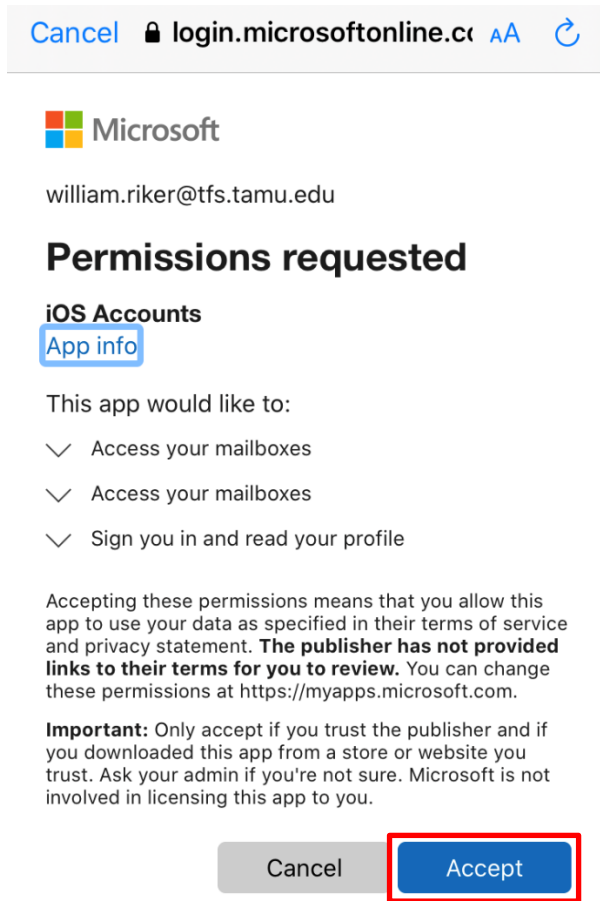 Cancel login.microsoftonline.cc AA
Microsoft
william.riker@tfs.tamu.edu
Permissions requested
iOS Accounts
App info
This app would like to:
Access your mailboxes
Access your mailboxes
Sign you in and read your profile
Accepting these permissions means that you allow this
app to use your data as specified in their terms of service
and privacy statement. The publisher has not provided
links to their terms for you to review. You can change
these permissions at https://myapps.microsoft.com.
Important: Only accept if you trust the publisher and if
you downloaded this app from a store or website you
trust. Ask your admin if you're not sure. Microsoft is not
involved in licensing this app to you.
Cancel Accept